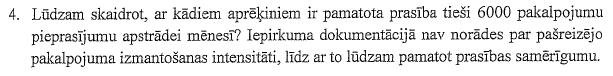 4. Lūdzam skaidrot, ar kādiem aprēķiniem ir pamatota prasība tieši 6000 pakalpojumu
pieprasījumu apstrādei mēnesī? Iepirkuma dokumentācijā nav norādes par pašreizējo
pakalpojuma izmantošanas intensitāti, līdz ar to lūdzam pamatot prasības samērīgumu.